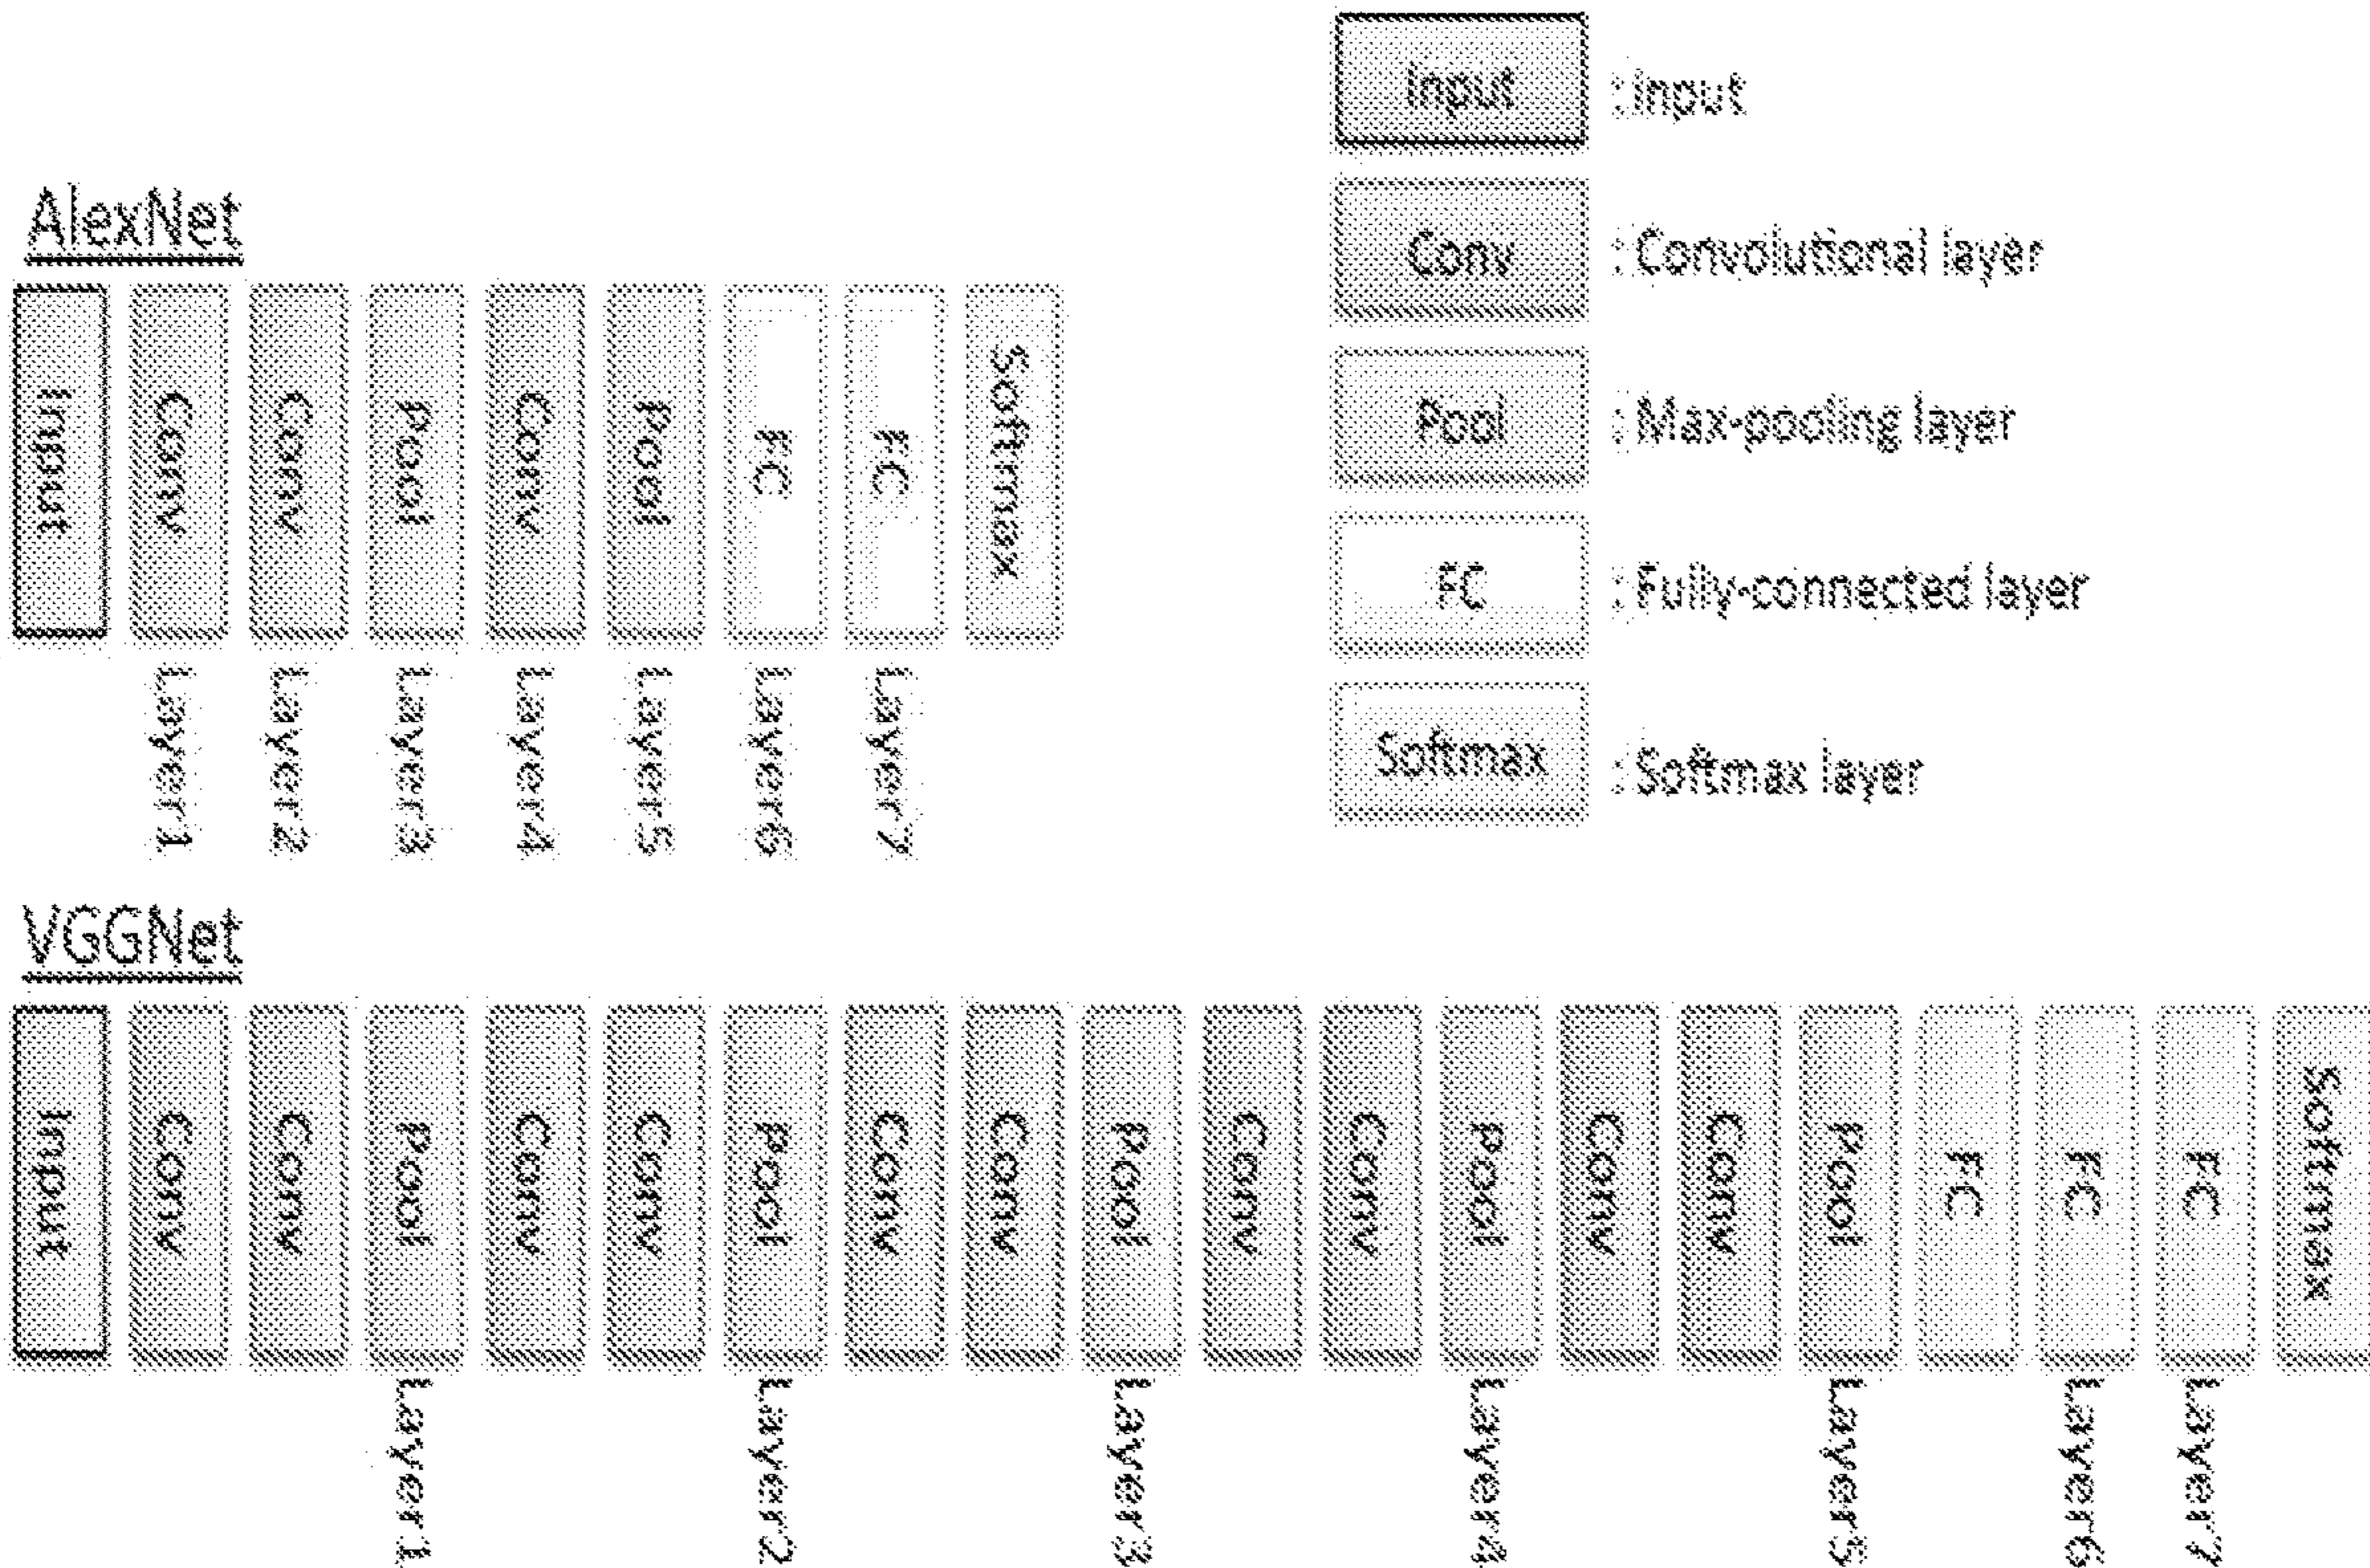 Input : Input
Conv : Convolutional layer
Pool : Max-pooling layer
FC : Fully-connected layer
Softmax : Softmax layer
AlexNet
Input Conv Conv Pool Conv Pool FC FC Softmax
Layer1 Layer2 Layer3 Layer4 Layer5 Layer6 Layer7
VGGNet
Input Conv Conv Pool Conv Conv Pool Conv Conv Pool Conv Conv Pool Conv Conv Pool FC FC FC Softmax
Layer1 Layer2 Layer3 Layer4 Layer5 Layer6 Layer7